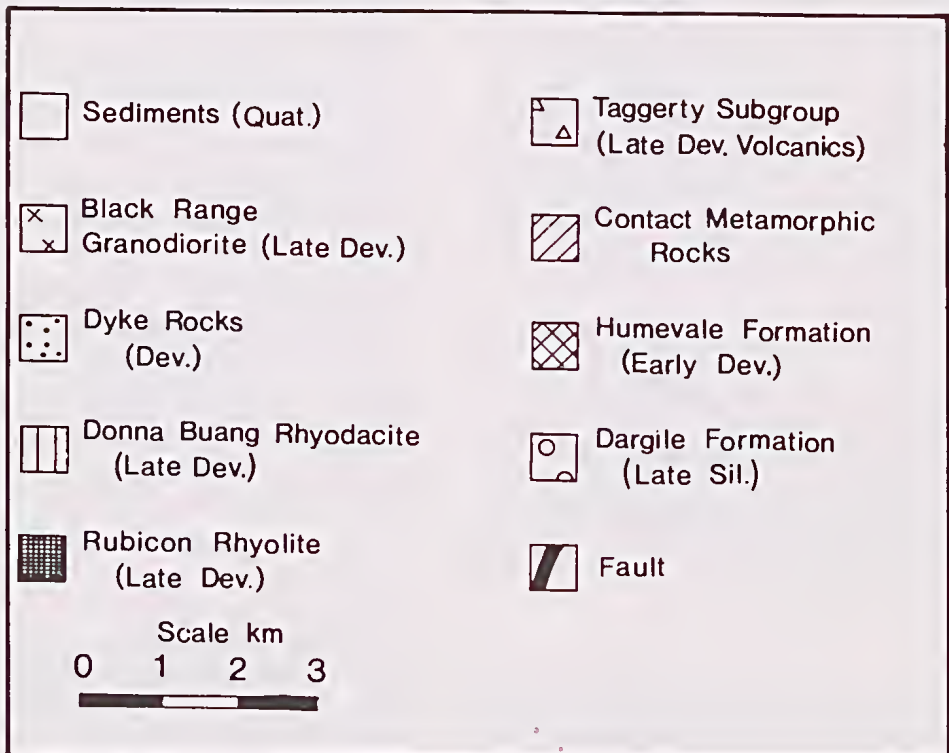 Sediments (Quat.)
Black Range
Granodiorite (Late Dev.)
Dyke Rocks
(Dev.)
Donna Buang Rhyodacite
(Late Dev.)
Rubicon Rhyolite
(Late Dev.)
Taggerty Subgroup
(Late Dev. Volcanics)
Contact Metamorphic
Rocks
Humevale Formation
(Early Dev.)
Dargile Formation
(Late Sil.)
Fault
Scale km
0 1 2 3